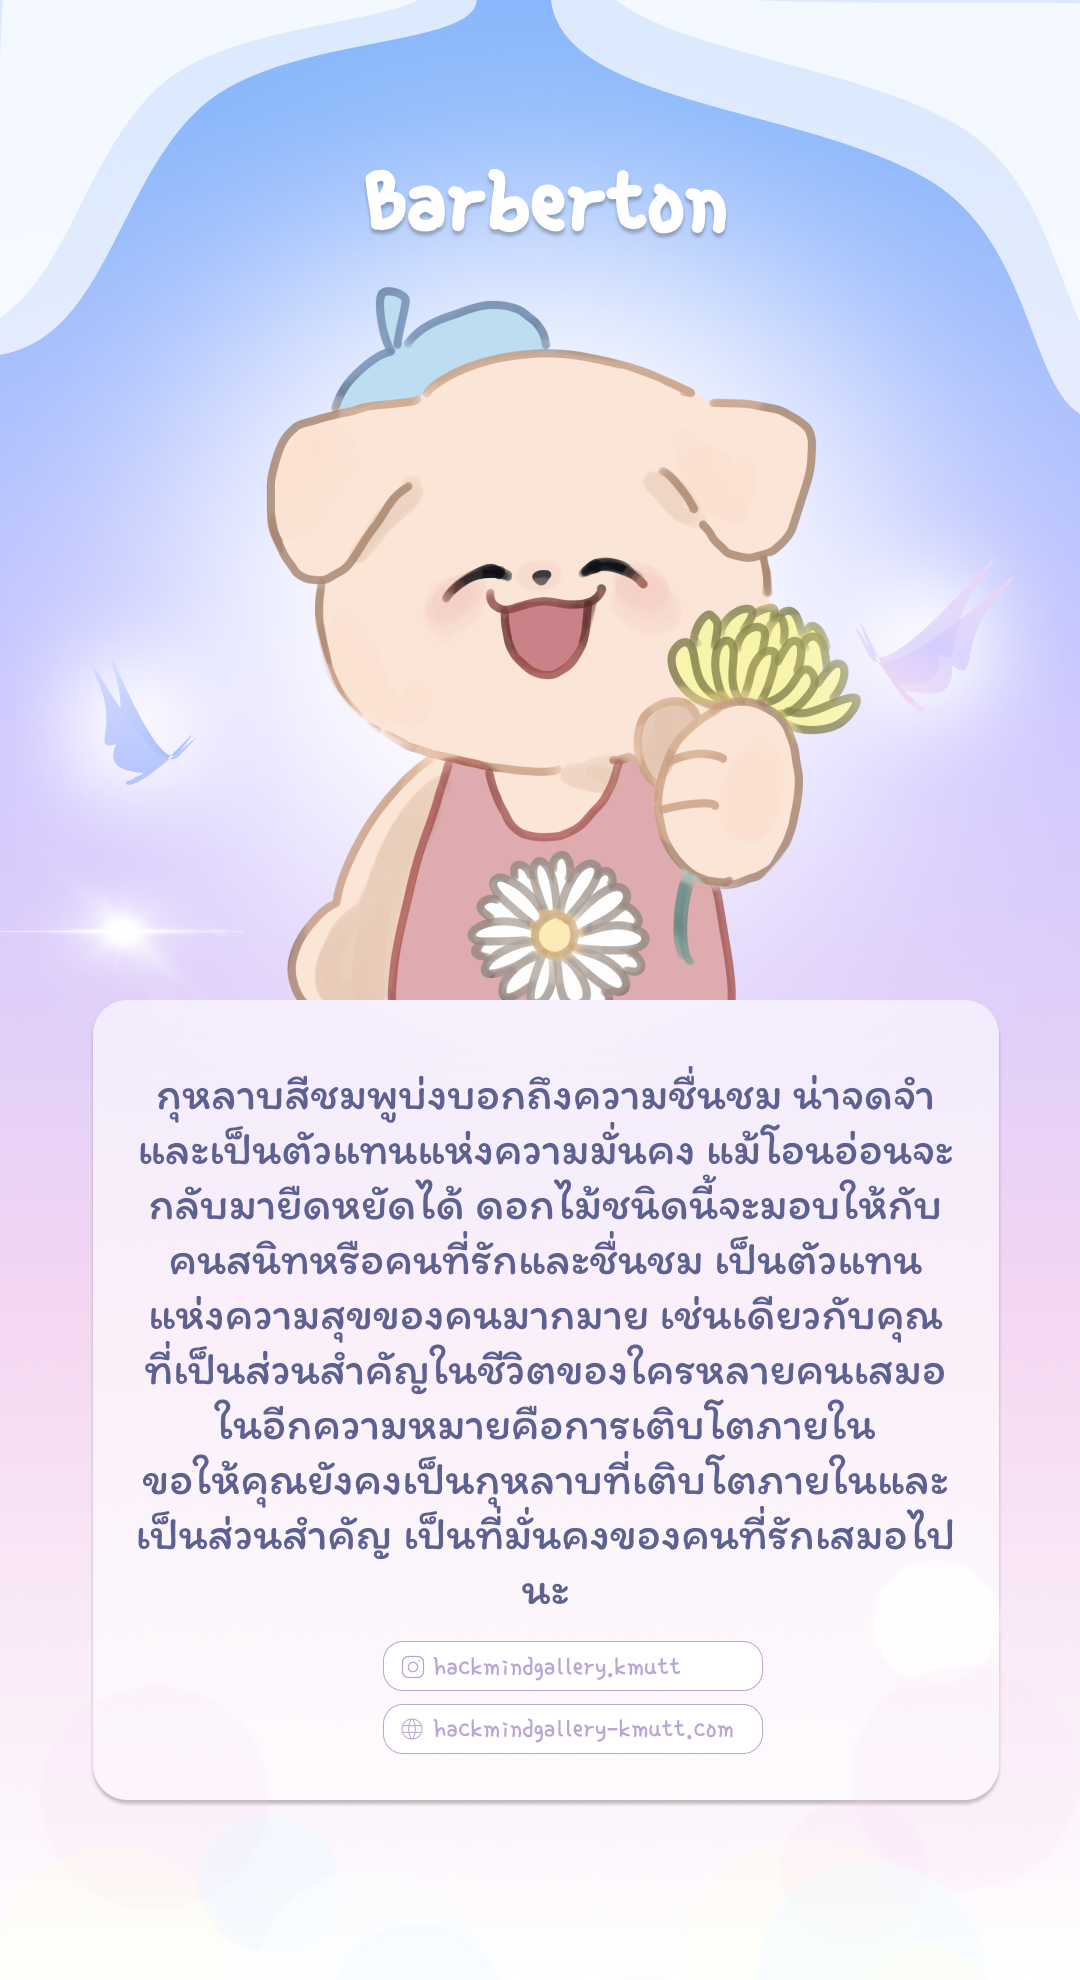 Barberton
กุหลาบสีชมพูบ่งบอกถึงความชื่นชม น่าจดจำ
และเป็นตัวแทนแห่งความมั่นคง แม้โอนอ่อนจะ
กลับมายืดหยัดได้ ดอกไม้ชนิดนี้จะมอบให้กับ
คนสนิทหรือคนที่รักและชื่นชม เป็นตัวแทน
แห่งความสุขของคนมากมาย เช่นเดียวกับคุณ
ที่เป็นส่วนสำคัญในชีวิตของใครหลายคนเสมอ
ในอีกความหมายคือการเติบโตภายใน
ขอให้คุณยังคงเป็นกุหลาบที่เติบโตภายในและ
เป็นส่วนสำคัญ เป็นที่มั่นคงของคนที่รักเสมอไป
นะ
hackmindgallery.kmutt
hackmindgallery-kmutt.com